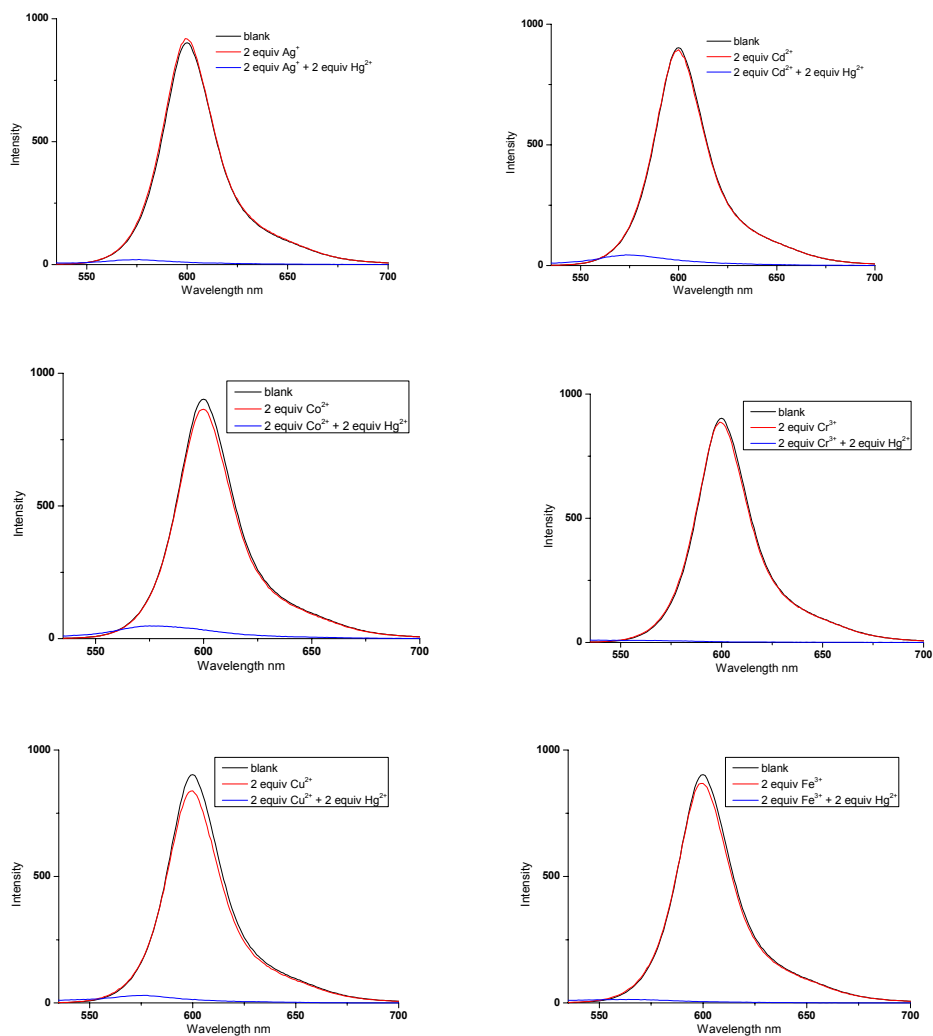 1000
500
0
550
600
650
700
Intensity
Wavelength nm
blank
2 equiv Ag⁺
2 equiv Ag⁺ + 2 equiv Hg²⁺
1000
500
0
550
600
650
700
Intensity
Wavelength nm
blank
2 equiv Cd²⁺
2 equiv Cd²⁺ + 2 equiv Hg²⁺
1000
500
0
550
600
650
700
Intensity
Wavelength nm
blank
2 equiv Co²⁺
2 equiv Co²⁺ + 2 equiv Hg²⁺
1000
500
0
550
600
650
700
Intensity
Wavelength nm
blank
2 equiv Cr³⁺
2 equiv Cr³⁺ + 2 equiv Hg²⁺
1000
500
0
550
600
650
700
Intensity
Wavelength nm
blank
2 equiv Cu²⁺
2 equiv Cu²⁺ + 2 equiv Hg²⁺
1000
500
0
550
600
650
700
Intensity
Wavelength nm
blank
2 equiv Fe³⁺
2 equiv Fe³⁺ + 2 equiv Hg²⁺